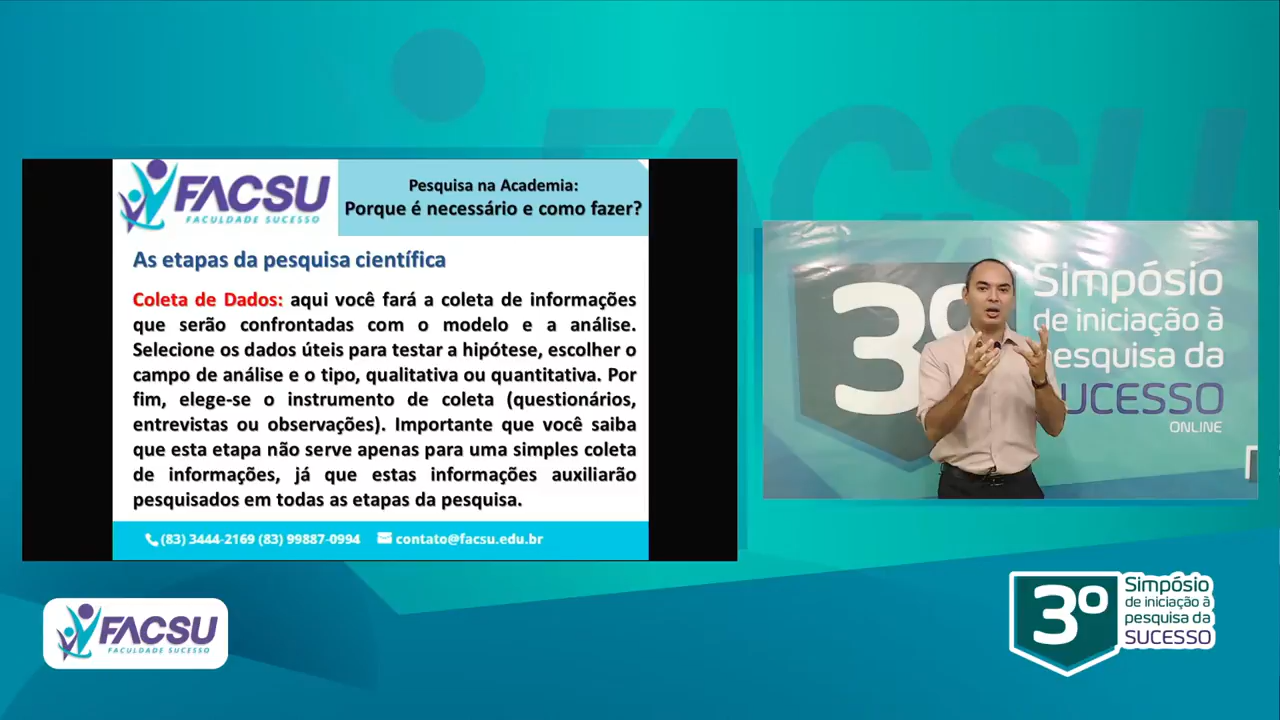 FACSU
FACSU
FACULDADE SUCESSO
Pesquisa na Academia:
Porque é necessário e como fazer?
As etapas da pesquisa científica
Coleta de Dados: aqui você fará a coleta de informações
que serão confrontadas com o modelo e a análise.
Selecione os dados úteis para testar a hipótese, escolher o
campo de análise e o tipo, qualitativa ou quantitativa. Por
fim, elege-se o instrumento de coleta (questionários,
entrevistas ou observações). Importante que você saiba
que esta etapa não serve apenas para uma simples coleta
de informações, já que estas informações auxiliarão
pesquisados em todas as etapas da pesquisa.
(83) 3444-2169 (83) 99887-0994 contato@facsu.edu.br
3º
Simpósio
de iniciação à
pesquisa da
SUCESSO
ONLINE
FACSU
FACULDADE SUCESSO
3º
Simpósio
de iniciação à
pesquisa da
SUCESSO